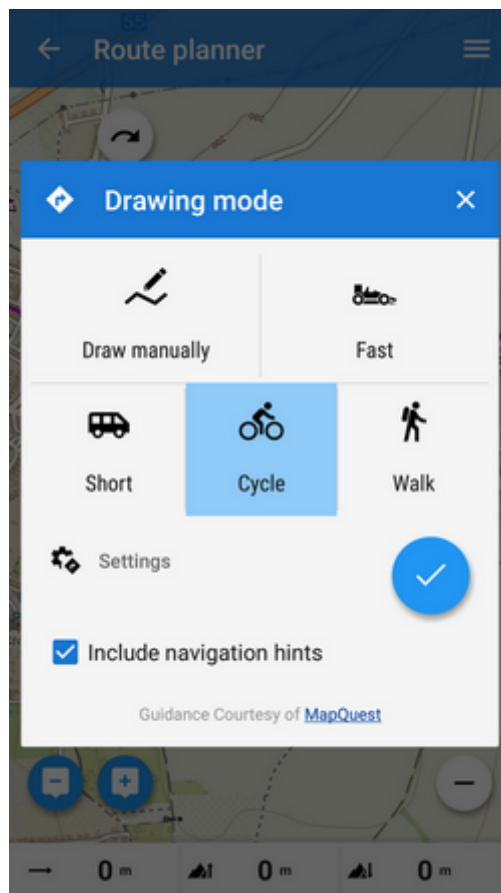 55
Route planner
Drawing mode
Draw manually
Fast
Short
Cycle
Walk
Settings
Include navigation hints
Guidance Courtesy of MapQuest
0 m
0 m
0 m